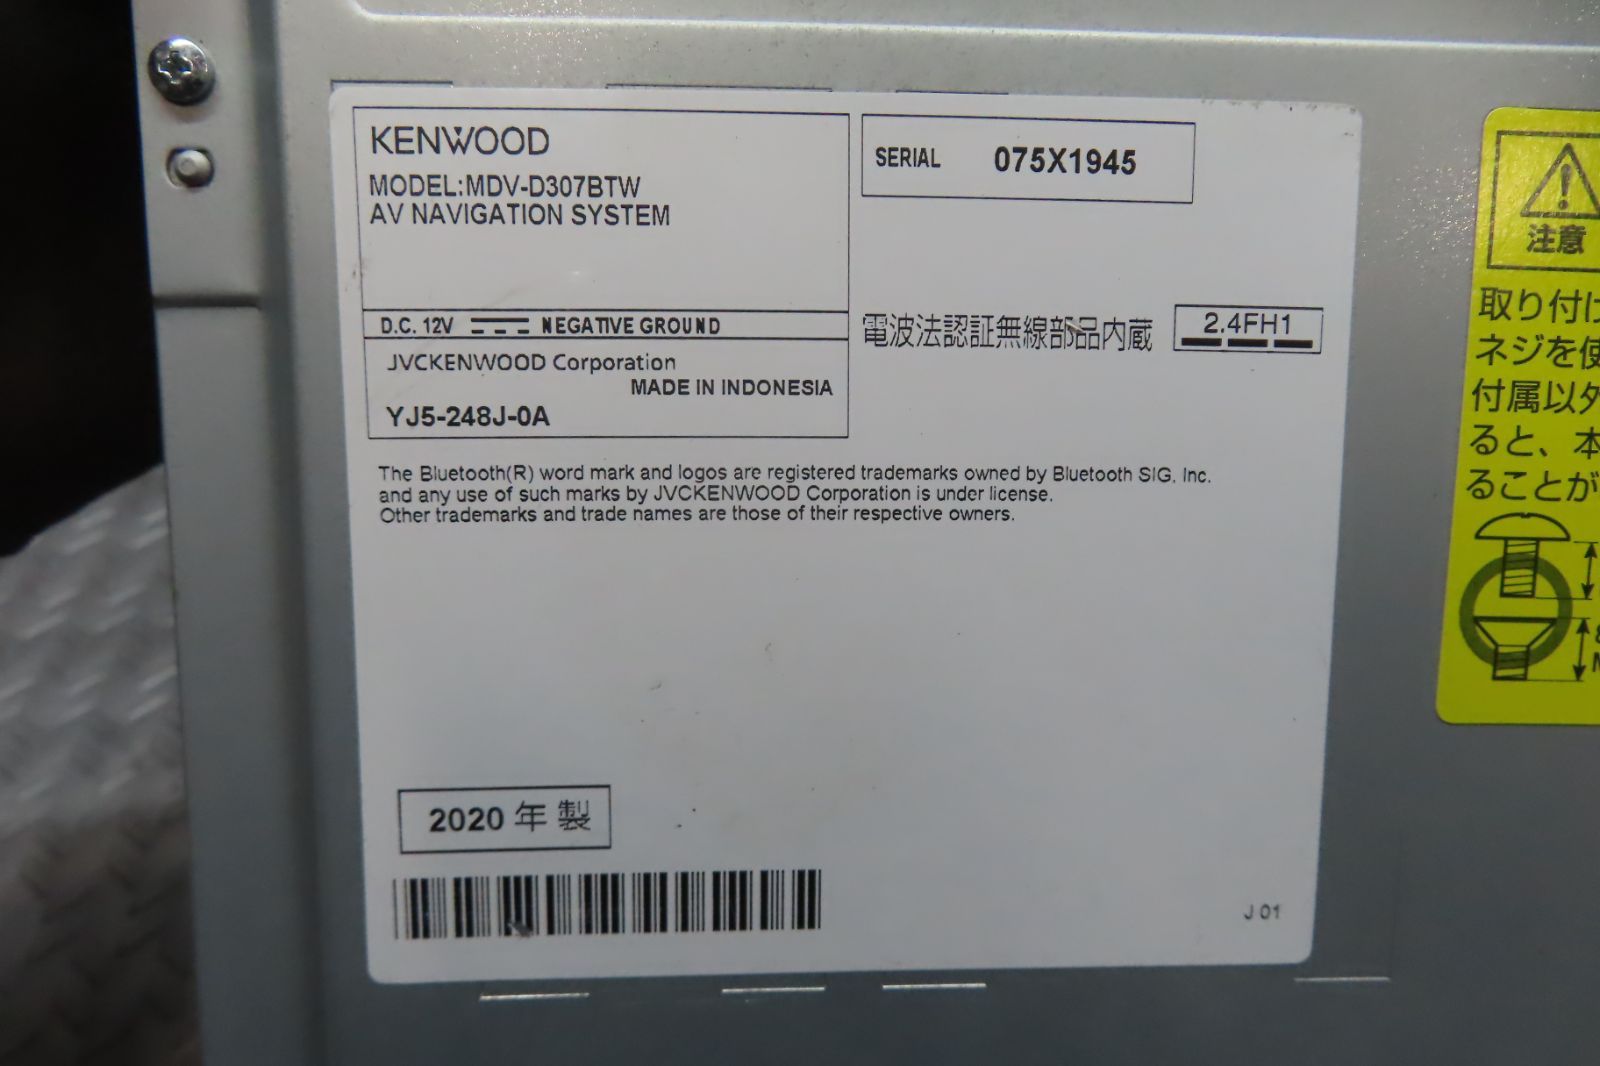 KENWOOD
MODEL:MDV-D307BTW
AV NAVIGATION SYSTEM
D.C. 12V NEGATIVE GROUND
JVCKENWOOD Corporation
MADE IN INDONESIA
YJ5-248J-0A
SERIAL 075X1945
電波法認証無線部品内蔵 2.4FH1
The Bluetooth(R) word mark and logos are registered trademarks owned by Bluetooth SIG, Inc.
and any use of such marks by JVCKENWOOD Corporation is under license.
Other trademarks and trade names are those of their respective owners.
2020 年 製
J 01
注意
取り付け
ネジを使
付属以外
ると、本
ることが